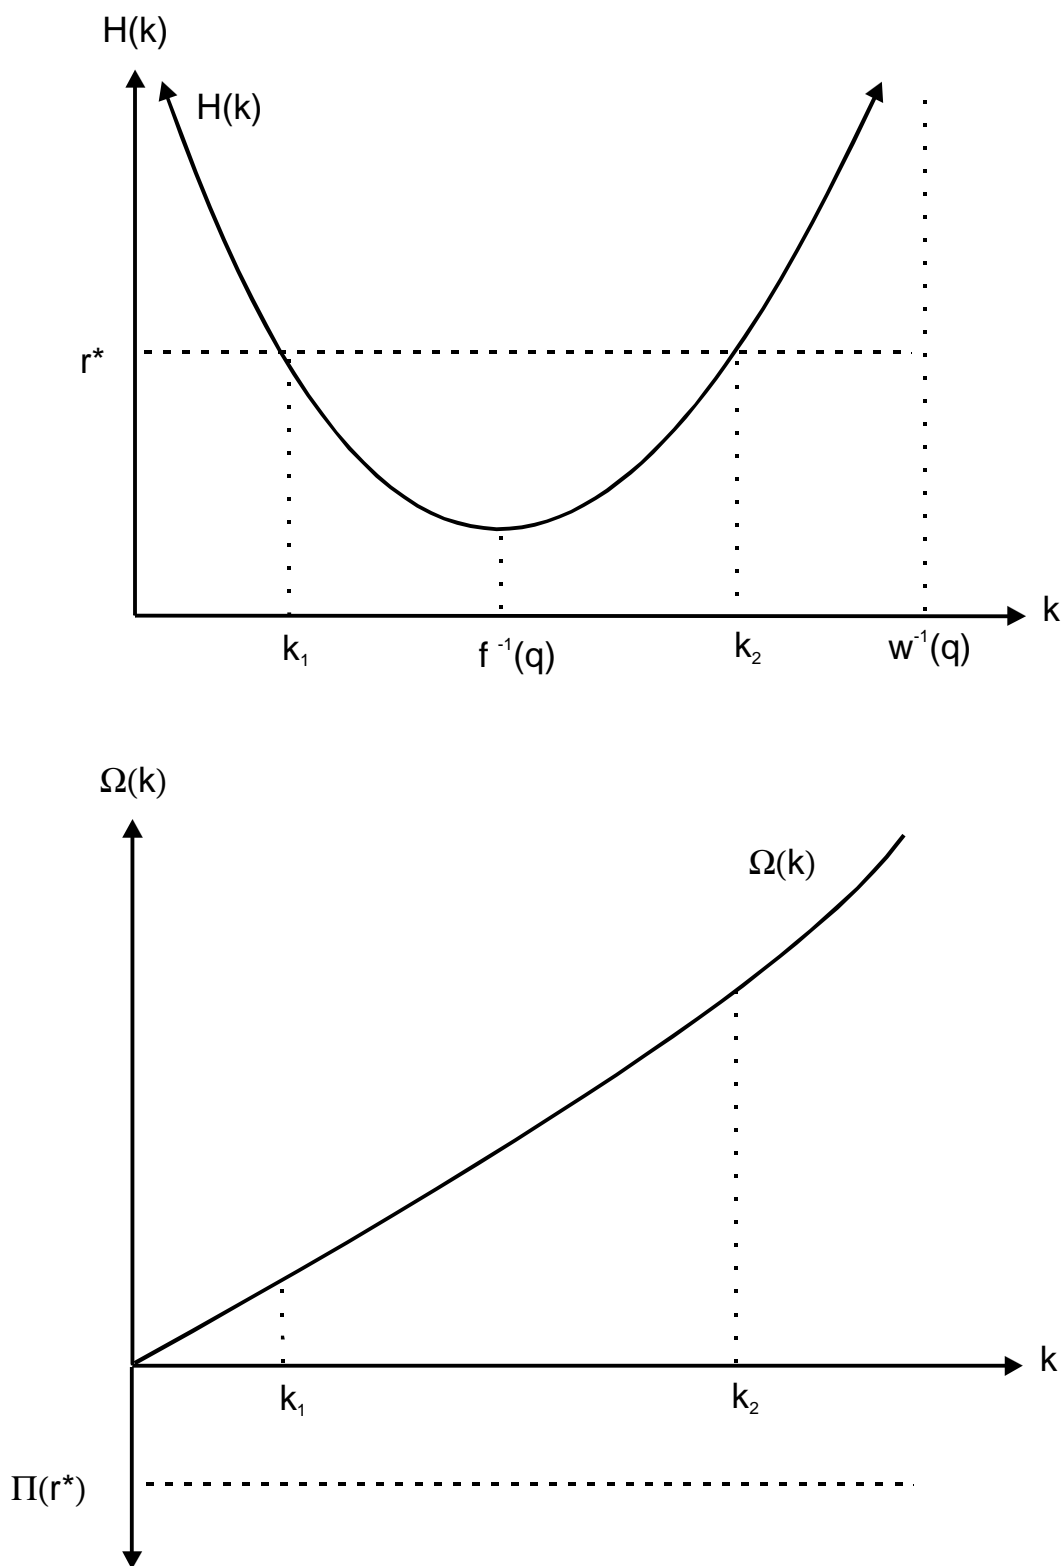 H(k)
H(k)
r*
k
k₁
f ⁻¹(q)
k₂
w⁻¹(q)
Ω(k)
Ω(k)
k
k₁
k₂
Π(r*)